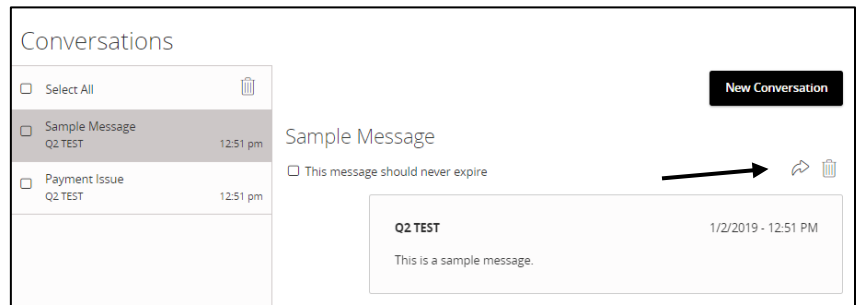 Conversations
Select All
Sample Message
Q2 TEST 12:51 pm
Payment Issue
Q2 TEST 12:51 pm
New Conversation
Sample Message
This message should never expire
Q2 TEST 1/2/2019 - 12:51 PM
This is a sample message.